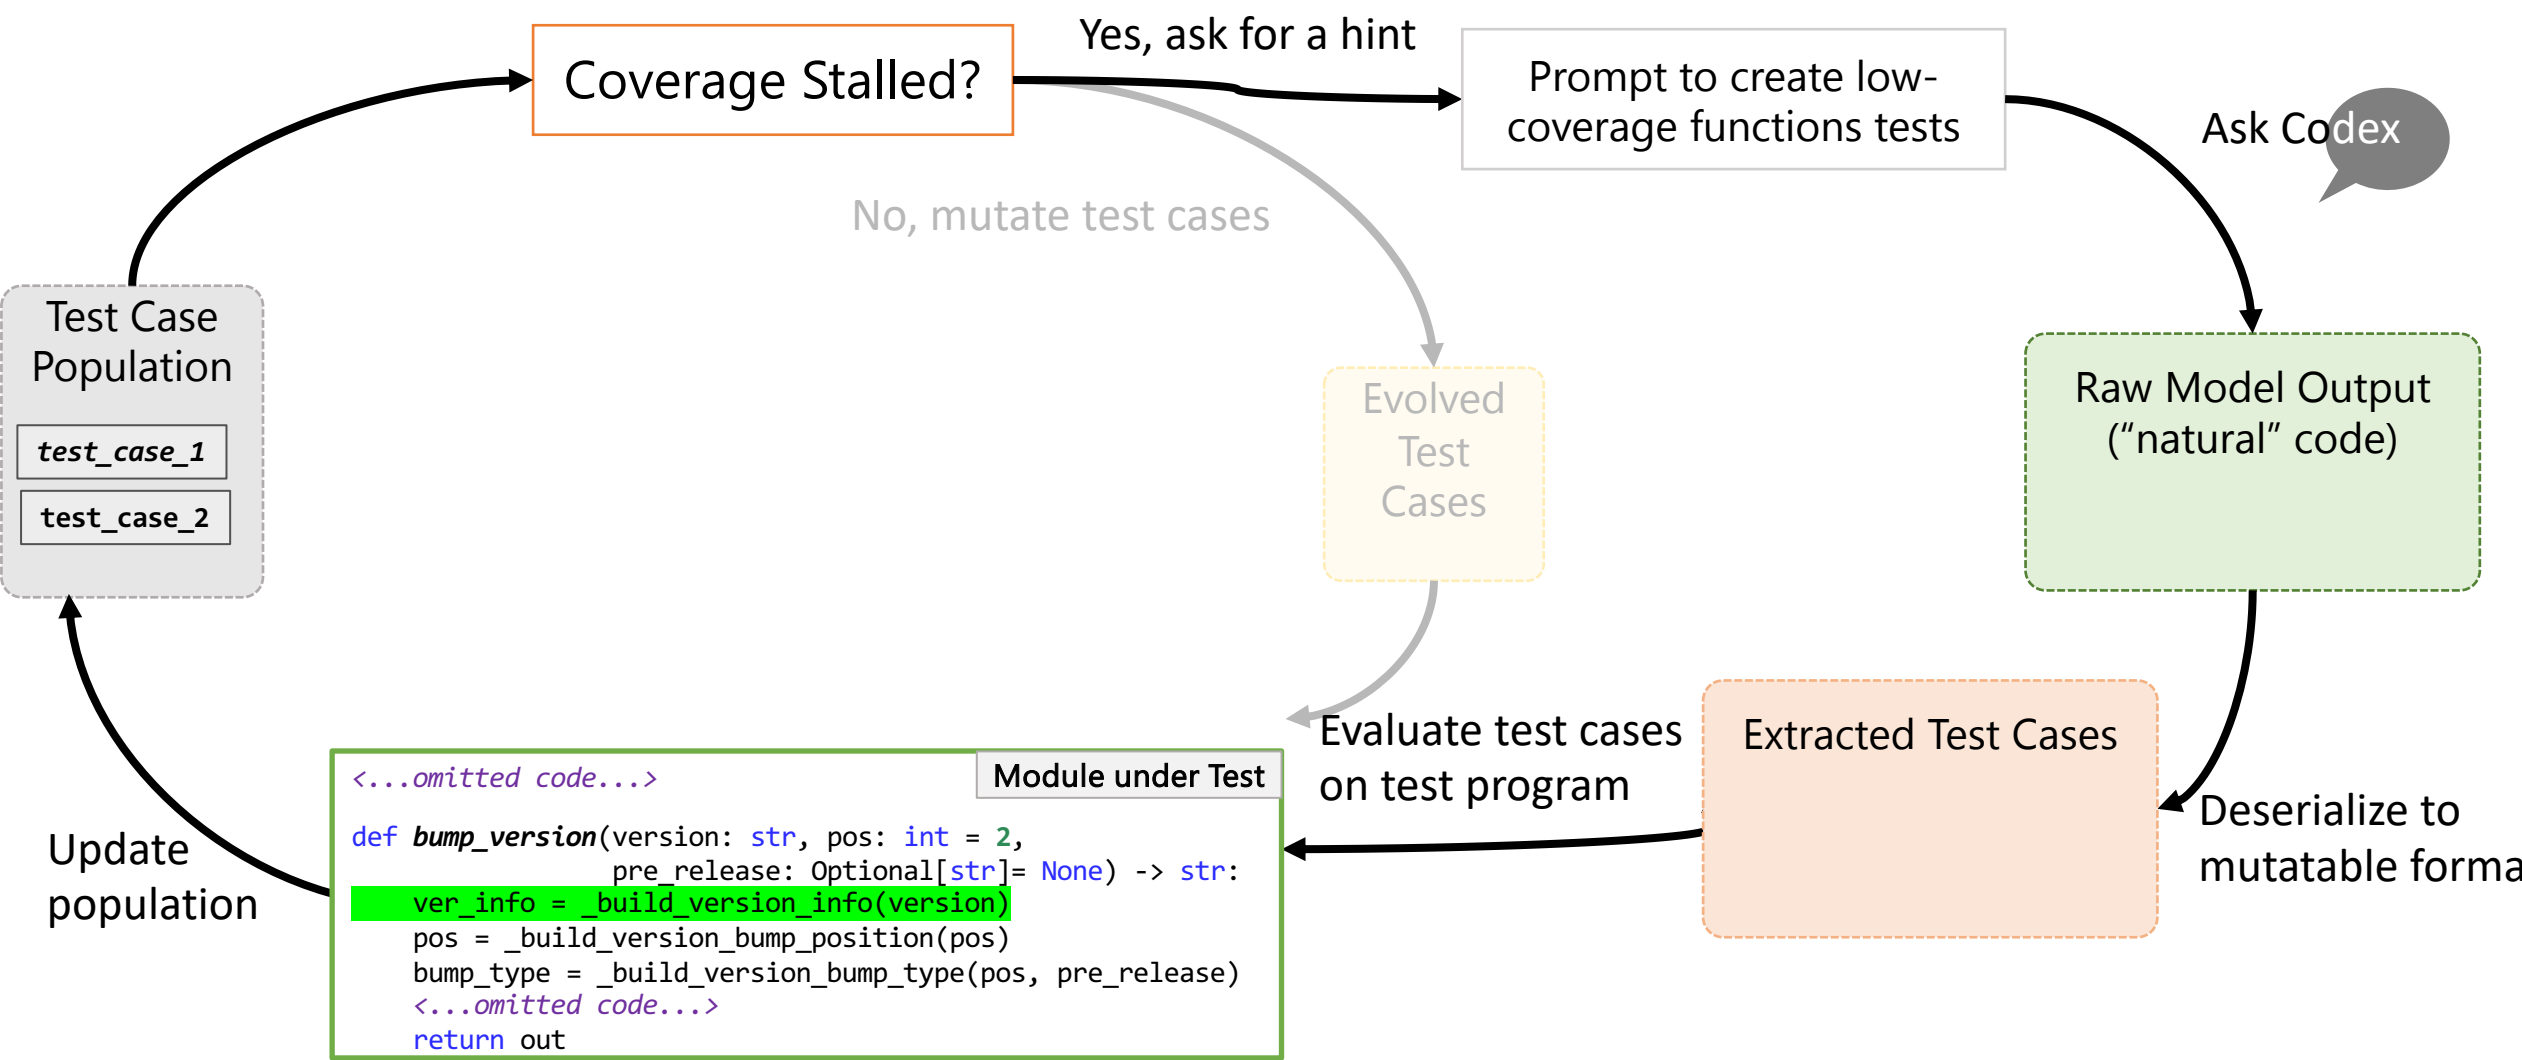 Yes, ask for a hint
Coverage Stalled?
Prompt to create low-
coverage functions tests
Ask Codex
No, mutate test cases
Test Case
Population
test_case_1
test_case_2
Evolved
Test
Cases
Raw Model Output
(“natural” code)
Evaluate test cases
on test program
Extracted Test Cases
Deserialize to
mutatable forma
Update
population
<...omitted code...>
Module under Test
def bump_version(version: str, pos: int = 2,
pre_release: Optional[str]= None) -> str:
ver_info = _build_version_info(version)
pos = _build_version_bump_position(pos)
bump_type = _build_version_bump_type(pos, pre_release)
<...omitted code...>
return out